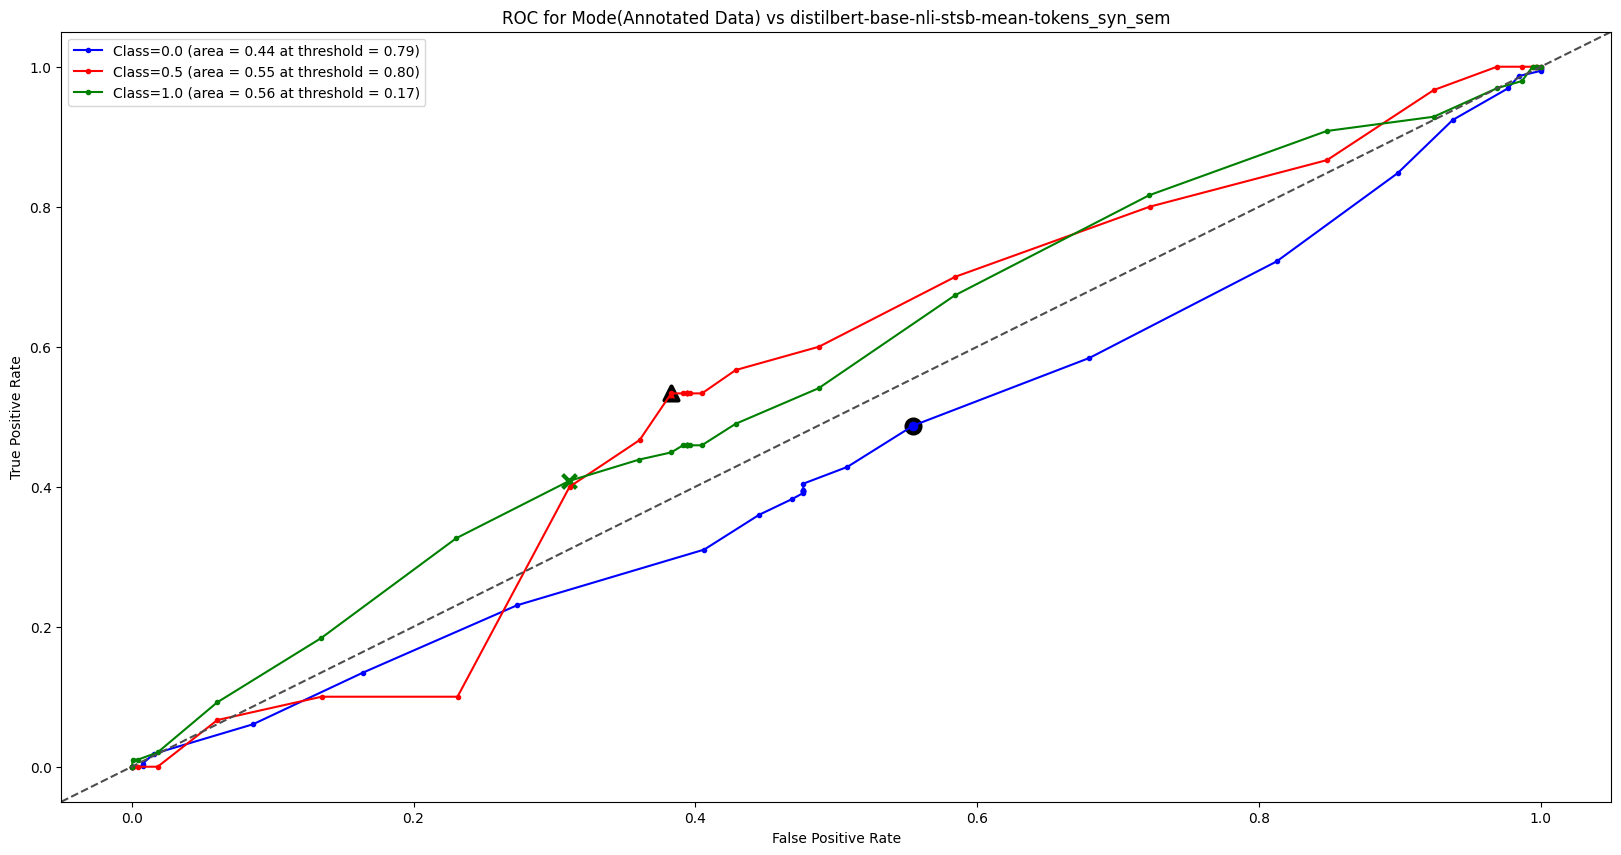 ROC for Mode(Annotated Data) vs distilbert-base-nli-stsb-mean-tokens_syn_sem
Class=0.0 (area = 0.44 at threshold = 0.79)
Class=0.5 (area = 0.55 at threshold = 0.80)
Class=1.0 (area = 0.56 at threshold = 0.17)
True Positive Rate
1.0
0.8
0.6
0.4
0.2
0.0
0.0 0.2 0.4 0.6 0.8 1.0
False Positive Rate